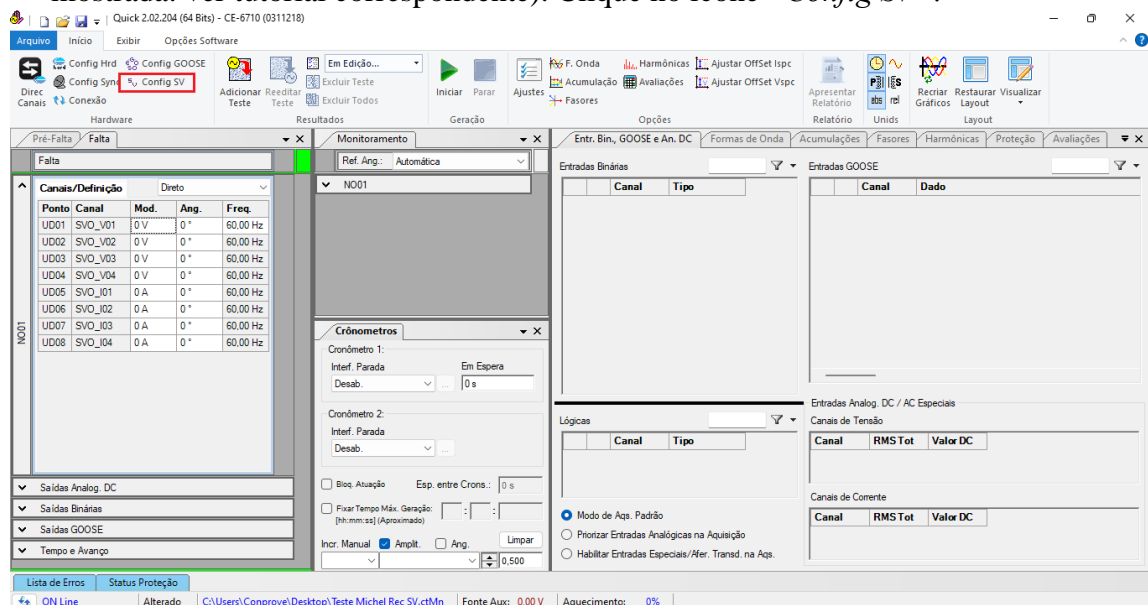 mostrada. Ver tutorial correspondente). Clique no ícone "Config SV".
Quick 2.02.204 (64 Bits) - CE-6710 (0311218)
Arquivo Início Exibir Opções Software
Direc Canais
Config Hrd Config GOOSE
Config Sync Config SV
Conexão
Hardware
Adicionar Teste
Reeditar Teste
Em Edição...
Excluir Teste
Excluir Todos
Resultados
Iniciar Parar
Geração
Ajustes
F. Onda Harmônicas Ajustar OffSet Ispc
Acumulação Avaliações Ajustar OffSet Vspc
Fasores
Opções
Apresentar Relatório
Relatório
abs rel
Unids
Recriar Gráficos
Restaurar Layout
Visualizar
Layout
Pré-Falta Falta
Falta
Canais/Definição Direto
Ponto Canal Mod. Ang. Freq.
UD01 SVO_V01 0 V 0 ° 60,00 Hz
UD02 SVO_V02 0 V 0 ° 60,00 Hz
UD03 SVO_V03 0 V 0 ° 60,00 Hz
UD04 SVO_V04 0 V 0 ° 60,00 Hz
UD05 SVO_I01 0 A 0 ° 60,00 Hz
UD06 SVO_I02 0 A 0 ° 60,00 Hz
UD07 SVO_I03 0 A 0 ° 60,00 Hz
UD08 SVO_I04 0 A 0 ° 60,00 Hz
NO01
Saídas Analog. DC
Saídas Binárias
Saídas GOOSE
Tempo e Avanço
Monitoramento
Ref. Ang.: Automática
NO01
Crônometros
Cronômetro 1:
Interf. Parada Em Espera
Desab. ... 0 s
Cronômetro 2:
Interf. Parada
Desab. ...
Bloq. Atuação Esp. entre Crons.: 0 s
Fixar Tempo Máx. Geração: : :
[hh:mm:ss] (Aproximado)
Incr. Manual Amplit. Ang. Limpar
0,500
Entr. Bin., GOOSE e An. DC Formas de Onda Acumulações Fasores Harmônicas Proteção Avaliações
Entradas Binárias
Canal Tipo
Entradas GOOSE
Canal Dado
Lógicas
Canal Tipo
Entradas Analog. DC / AC Especiais
Canais de Tensão
Canal RMS Tot Valor DC
Canais de Corrente
Canal RMS Tot Valor DC
Modo de Aqs. Padrão
Priorizar Entradas Analógicas na Aquisição
Habilitar Entradas Especiais/Afer. Transd. na Aqs.
Lista de Erros Status Proteção
ON Line Alterado C:\Users\Conprove\Desktop\Teste Michel Rec SV.ctMn Fonte Aux: 0.00 V Aquecimento: 0%